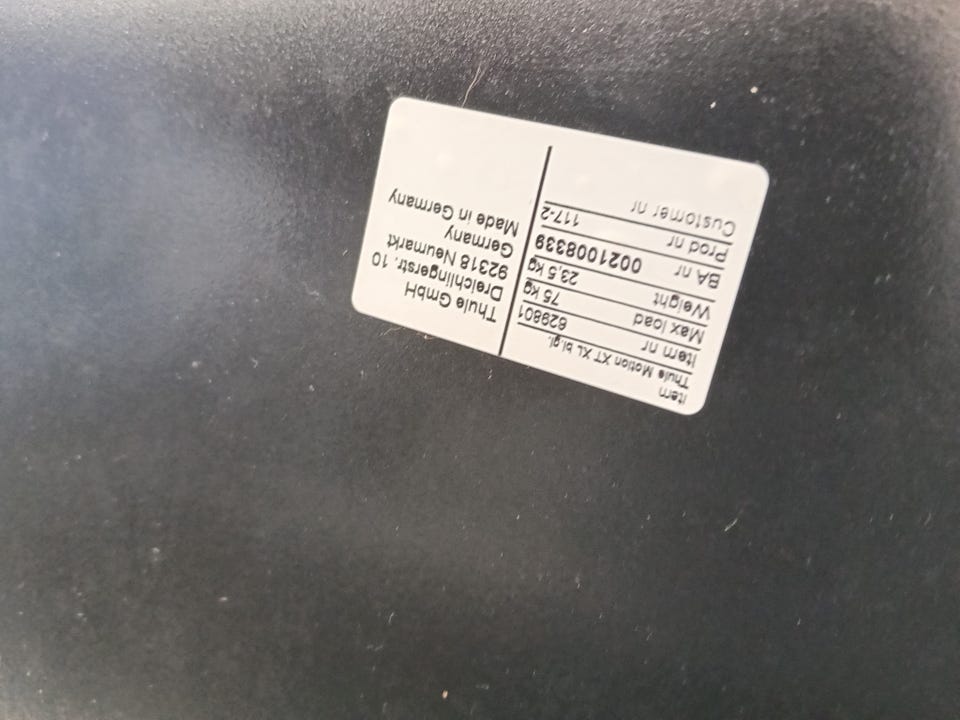 Item
Thule Motion XT XL bl.gl.
Item nr 629801
Max load 75 kg
Weight 23.5 kg
BA nr 0021008339
Prod nr 117-2
Customer nr
Thule GmbH
Dreichlingerstr. 10
92318 Neumarkt
Germany
Made in Germany